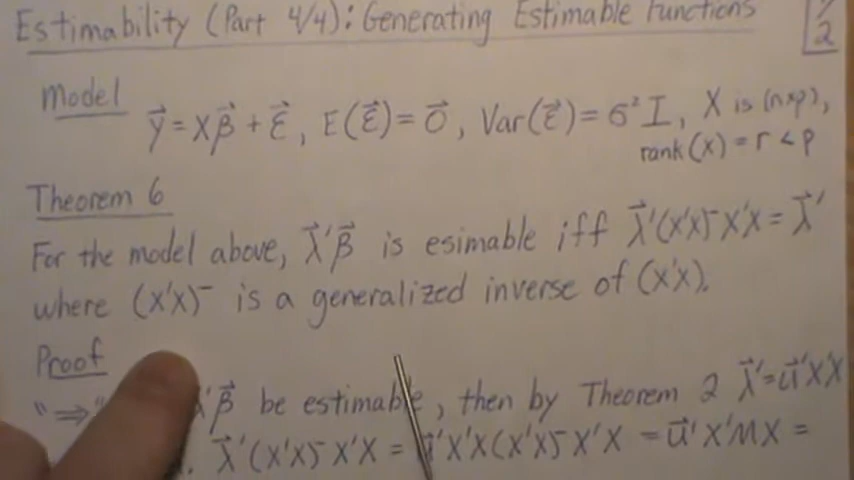 Estimability (Part 4/4): Generating Estimable Functions
1/2
Model
y⃗ = Xβ⃗ + ε⃗, E(ε⃗) = 0⃗, Var(ε⃗) = σ²I, X is (n×p),
rank(X) = r < p
Theorem 6
For the model above, λ⃗'β⃗ is esimable iff λ⃗'(X'X)⁻X'X = λ⃗'
where (X'X)⁻ is a generalized inverse of (X'X).
Proof
"⇒" 'β⃗ be estimable, then by Theorem 2 λ⃗' = u⃗'X'X
. λ⃗'(X'X)⁻X'X = u⃗'X'X(X'X)⁻X'X = u⃗'X'MX =